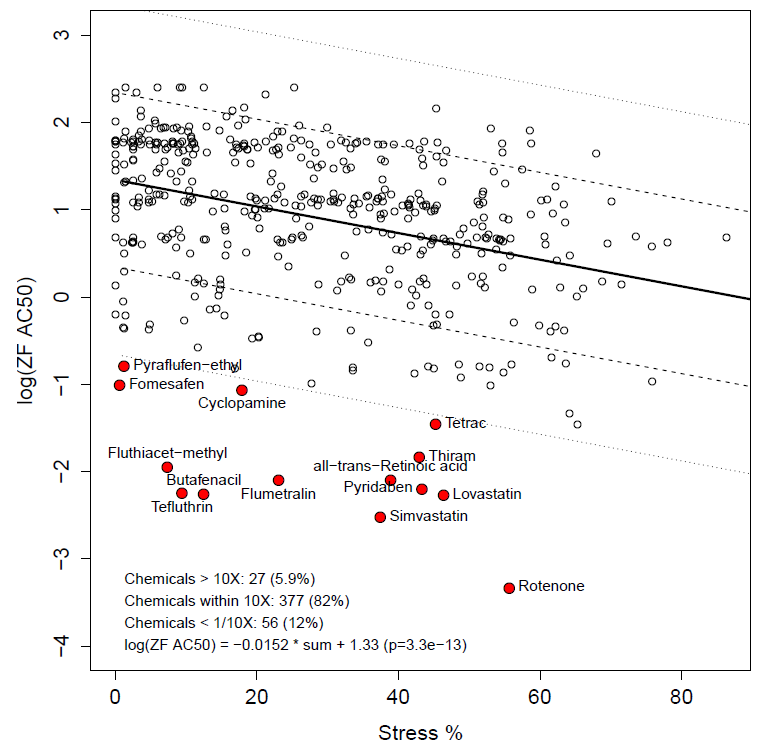 log(ZF AC50)
3
2
1
0
−1
−2
−3
−4
Pyraflufen−ethyl
Fomesafen
Cyclopamine
Tetrac
Fluthiacet−methyl
Thiram
all−trans−Retinoic acid
Butafenacil
Pyridaben
Flumetralin
Lovastatin
Tefluthrin
Simvastatin
Rotenone
Chemicals > 10X: 27 (5.9%)
Chemicals within 10X: 377 (82%)
Chemicals < 1/10X: 56 (12%)
log(ZF AC50) = −0.0152 * sum + 1.33 (p=3.3e−13)
0 20 40 60 80
Stress %